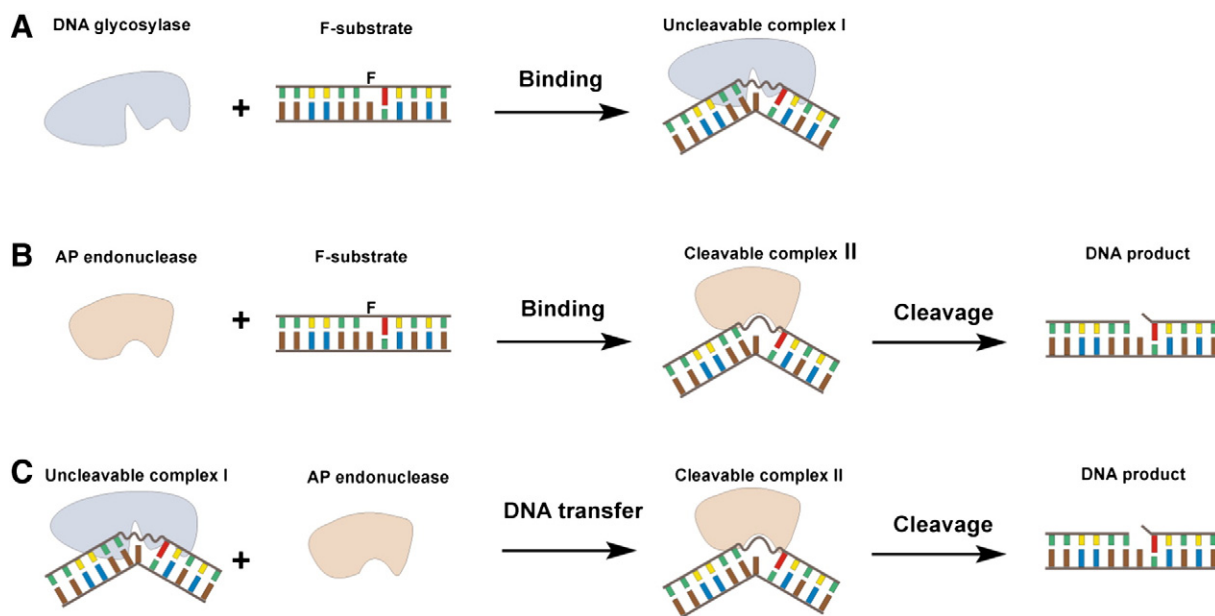 A
DNA glycosylase
F-substrate
Uncleavable complex I
F
Binding
+
B
AP endonuclease
F-substrate
Cleavable complex II
DNA product
F
Binding
Cleavage
+
C
Uncleavable complex I
AP endonuclease
Cleavable complex II
DNA product
DNA transfer
Cleavage
+